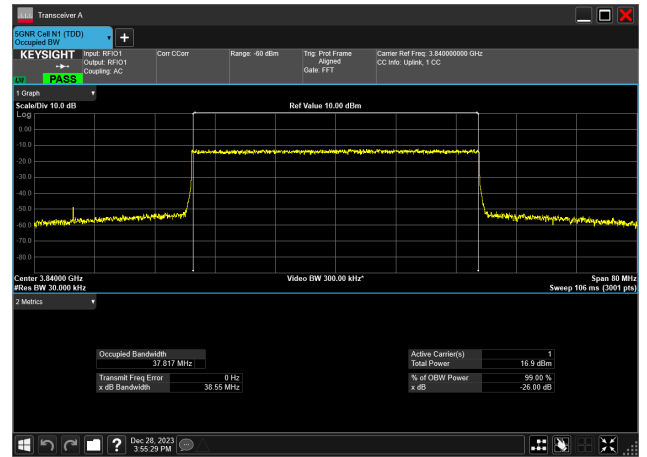 Transceiver A
5GNR Cell N1 (TDD)
Occupied BW
+
KEYSIGHT
LXI
PASS
Input: RFIO1
Output: RFIO1
Coupling: AC
Corr CCorr
Range: -60 dBm
Trig: Prot Frame
Aligned
Gate: FFT
Carrier Ref Freq: 3.840000000 GHz
CC Info: Uplink, 1 CC
1 Graph
Scale/Div 10.0 dB
Ref Value 10.00 dBm
Log
0.00
-10.0
-20.0
-30.0
-40.0
-50.0
-60.0
-70.0
-80.0
Center 3.84000 GHz
Video BW 300.00 kHz*
Span 80 MHz
#Res BW 30.000 kHz
Sweep 106 ms (3001 pts)
2 Metrics
Occupied Bandwidth
37.817 MHz
Transmit Freq Error 0 Hz
x dB Bandwidth 38.55 MHz
Active Carrier(s) 1
Total Power 16.9 dBm
% of OBW Power 99.00 %
x dB -26.00 dB
?
Dec 28, 2023
3:55:29 PM